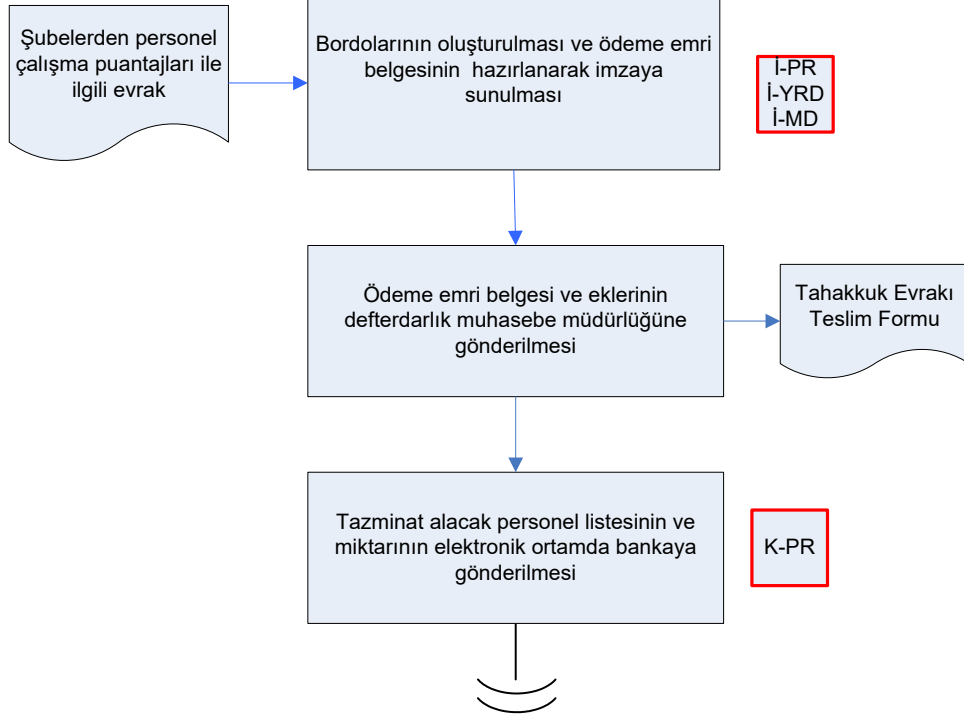 Şubelerden personel
çalışma puantajları ile
ilgili evrak
Bordolarının oluşturulması ve ödeme emri
belgesinin hazırlanarak imzaya
sunulması
İ-PR
İ-YRD
İ-MD
Ödeme emri belgesi ve eklerinin
defterdarlık muhasebe müdürlüğüne
gönderilmesi
Tahakkuk Evrakı
Teslim Formu
Tazminat alacak personel listesinin ve
miktarının elektronik ortamda bankaya
gönderilmesi
K-PR